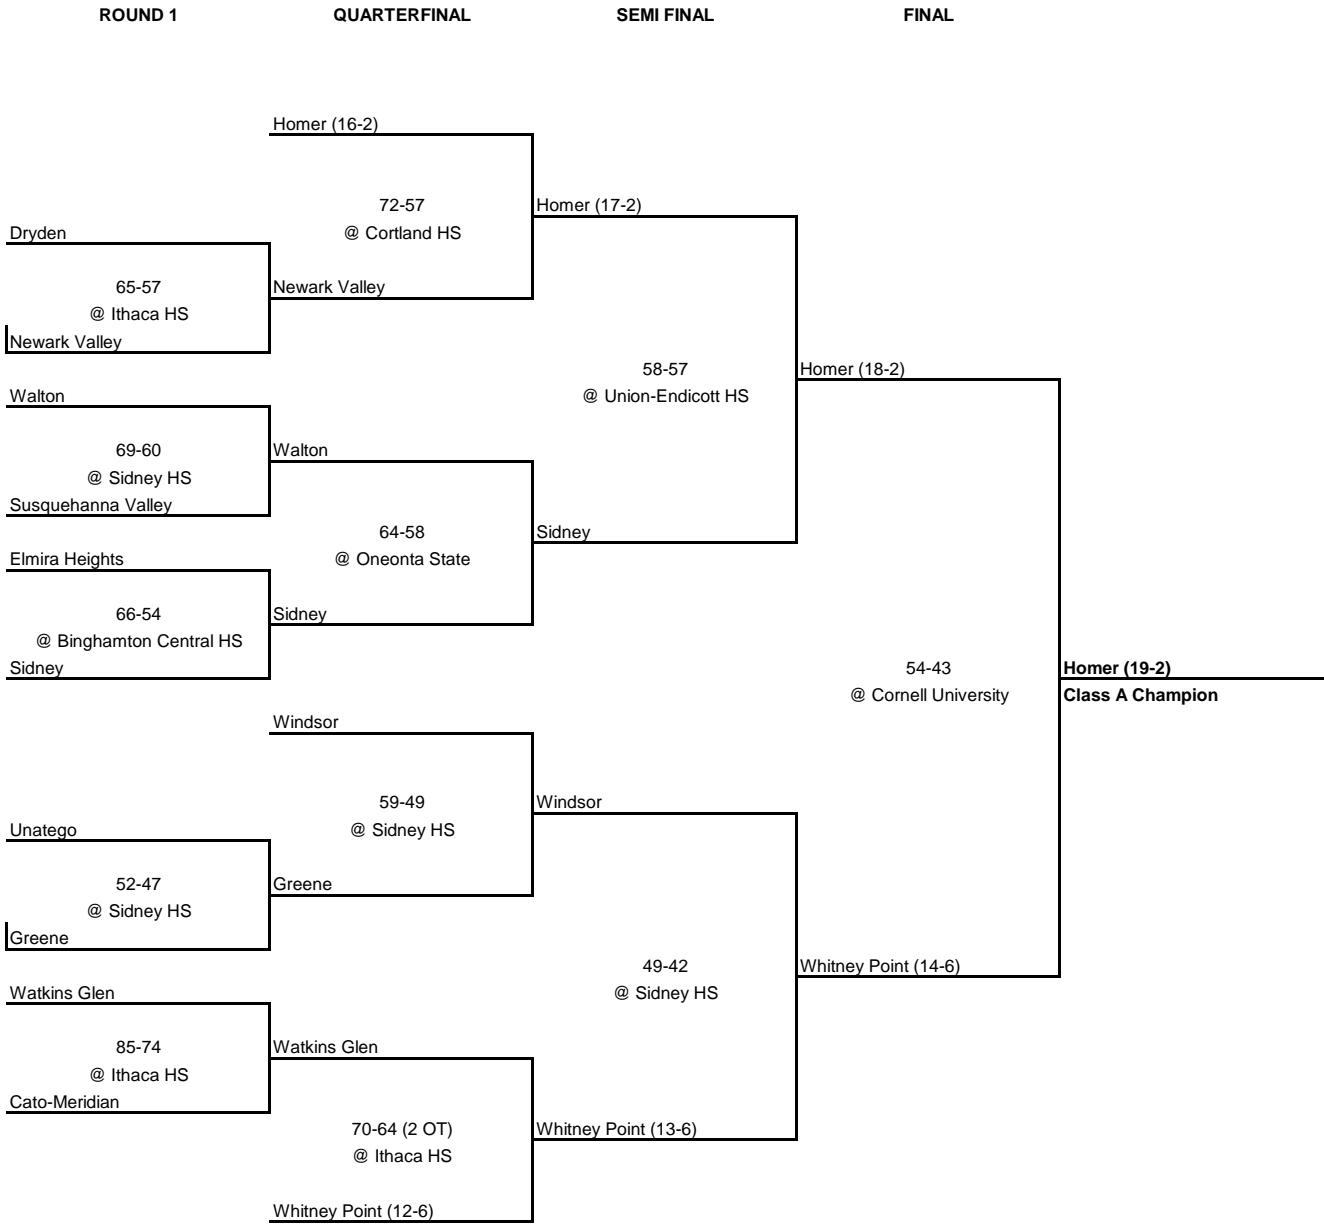 ROUND 1 QUARTERFINAL SEMI FINAL FINAL
Homer (16-2)
72-57 Homer (17-2)
Dryden @ Cortland HS
65-57 Newark Valley
@ Ithaca HS
Newark Valley
58-57 Homer (18-2)
Walton @ Union-Endicott HS
69-60 Walton
@ Sidney HS
Susquehanna Valley
64-58 Sidney
Elmira Heights @ Oneonta State
66-54 Sidney
@ Binghamton Central HS
Sidney 54-43 Homer (19-2)
@ Cornell University Class A Champion
Windsor
59-49 Windsor
Unatego @ Sidney HS
52-47 Greene
@ Sidney HS
Greene
49-42 Whitney Point (14-6)
Watkins Glen @ Sidney HS
85-74 Watkins Glen
@ Ithaca HS
Cato-Meridian
70-64 (2 OT) Whitney Point (13-6)
@ Ithaca HS
Whitney Point (12-6)